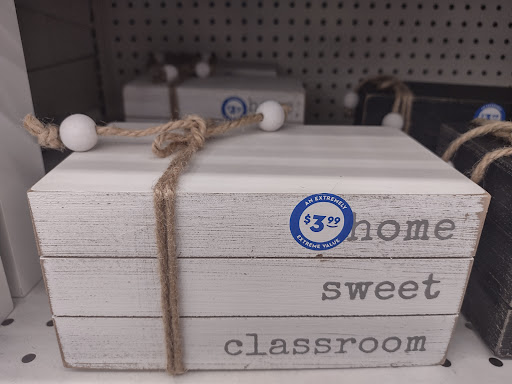 AN EXTREMELY
$3.99
EXTREME VALUE
home
sweet
classroom